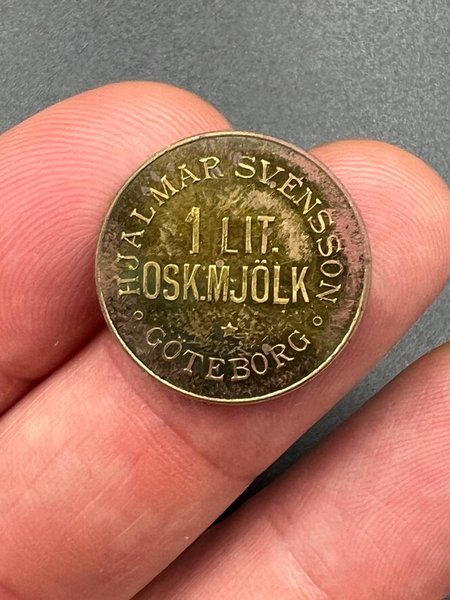 HJALMAR SVENSSON
1 LIT.
OSK.MJÖLK
GÖTEBORG